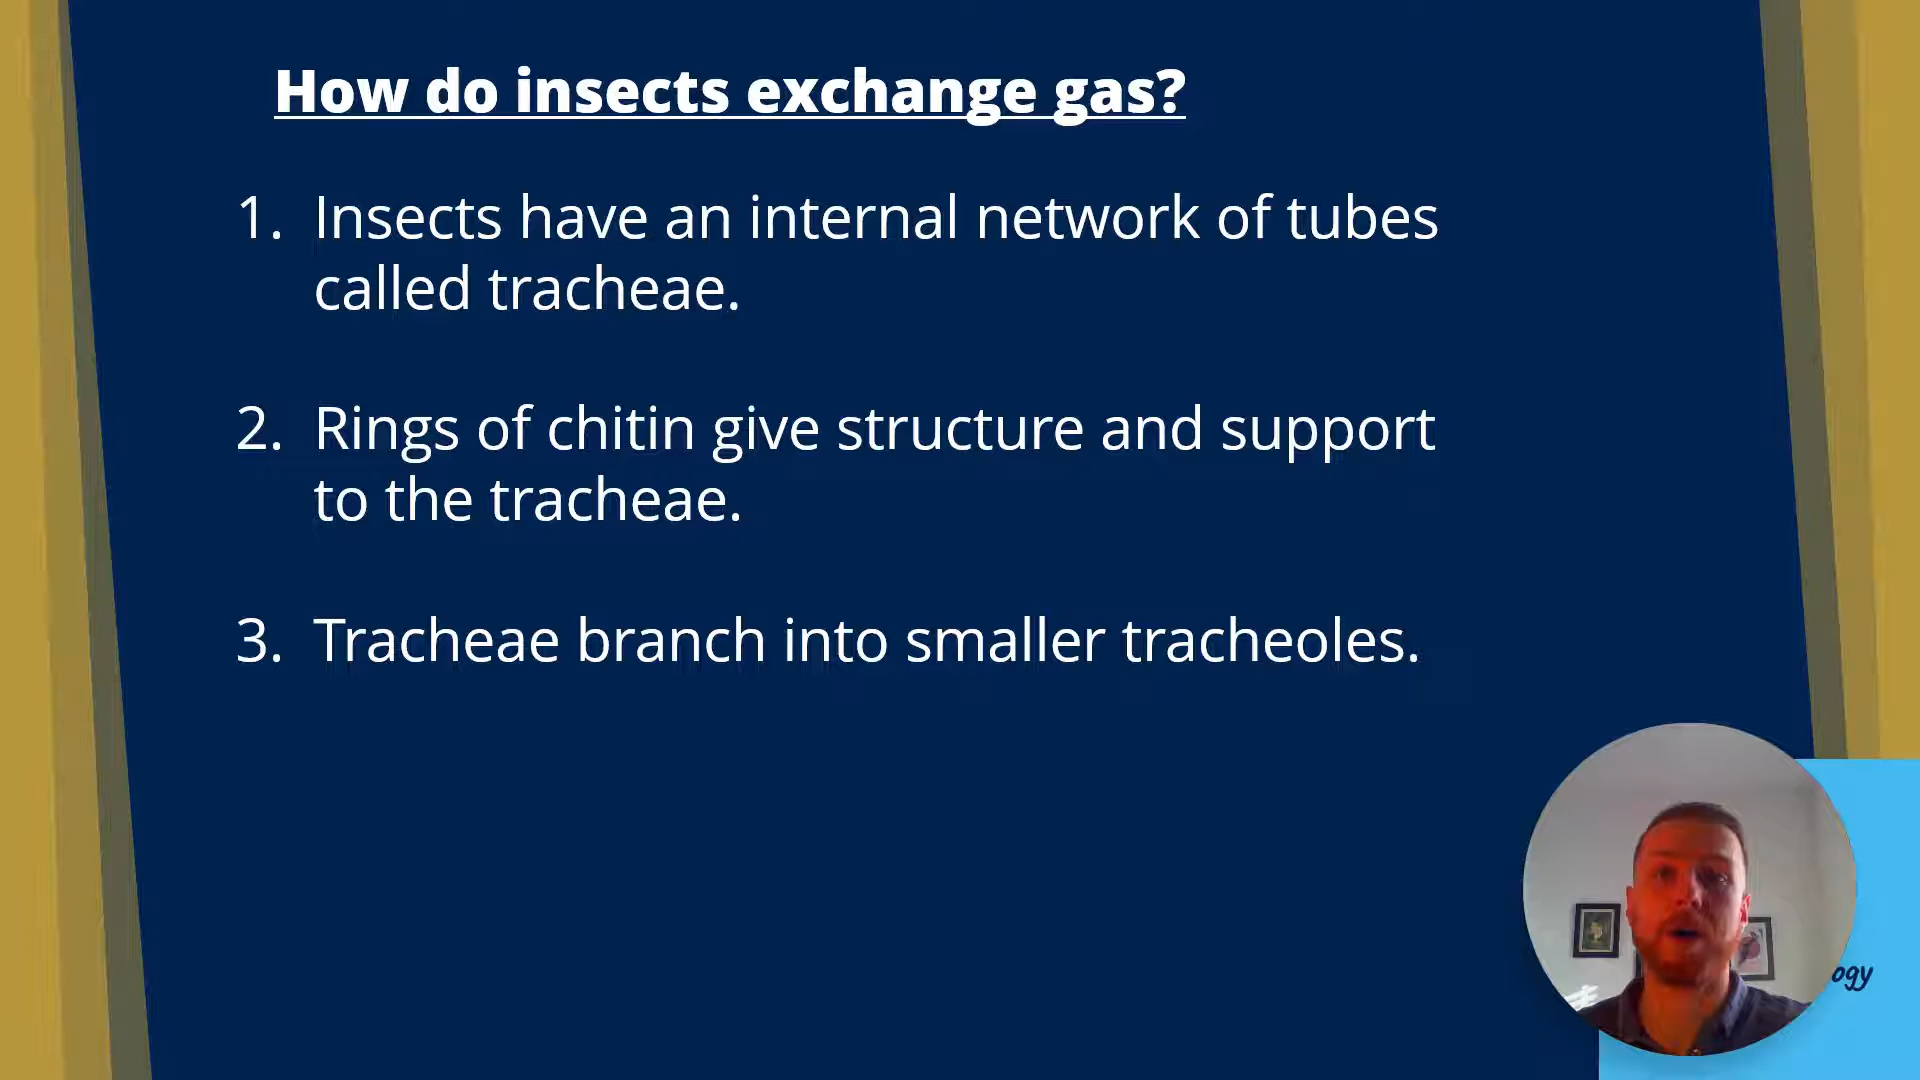 How do insects exchange gas?
1. Insects have an internal network of tubes
called tracheae.
2. Rings of chitin give structure and support
to the tracheae.
3. Tracheae branch into smaller tracheoles.
ogy